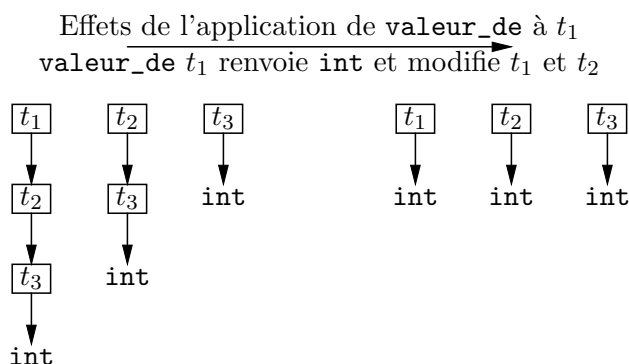 Effets de l'application de valeur_de à t₁
valeur_de t₁ renvoie int et modifie t₁ et t₂
t₁ t₂ t₃ t₁ t₂ t₃
t₂ t₃ int int int int
t₃ int
int